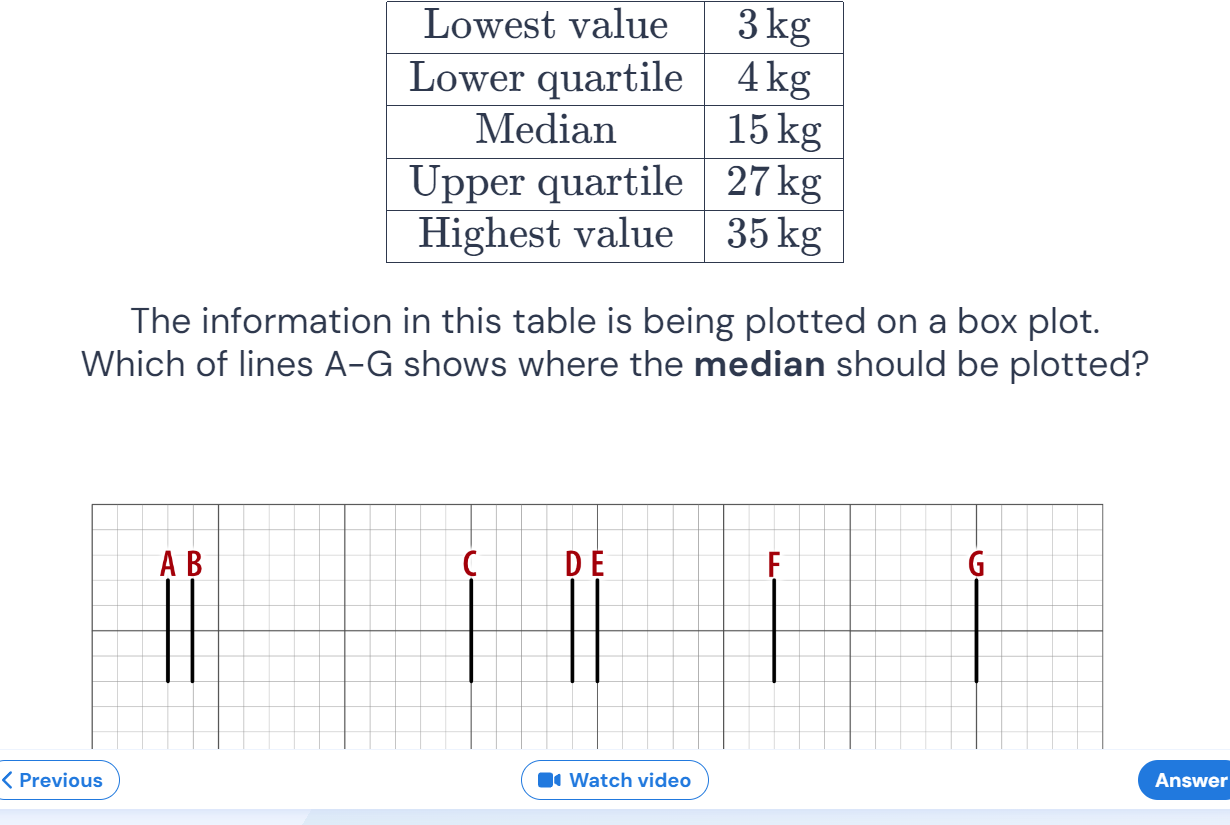 Lowest value 3 kg
Lower quartile 4 kg
Median 15 kg
Upper quartile 27 kg
Highest value 35 kg
The information in this table is being plotted on a box plot.
Which of lines A-G shows where the median should be plotted?
A B C D E F G
Previous Watch video Answer